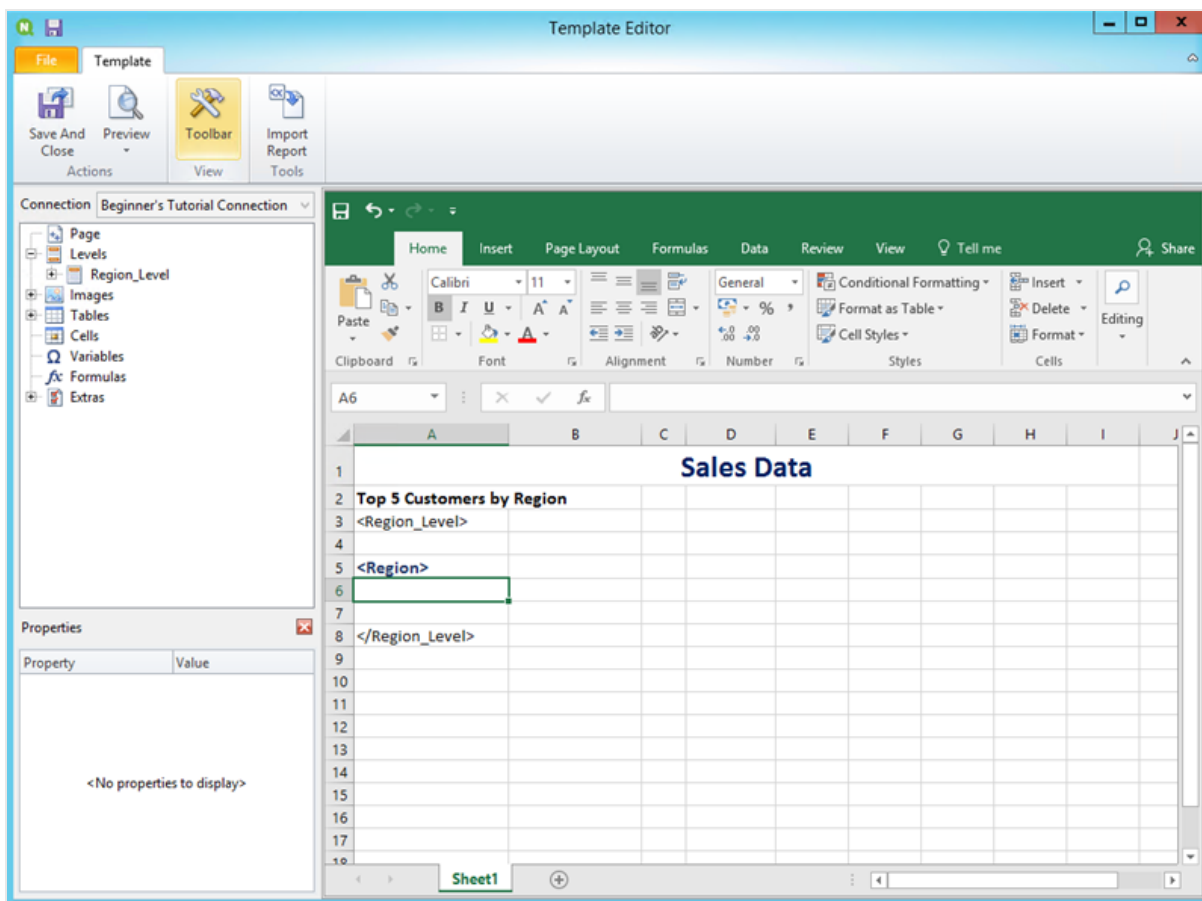 Template Editor
File Template
Save And Close
Preview
Toolbar
Import Report
Actions View Tools
Connection Beginner's Tutorial Connection
Page
Levels
Region_Level
Images
Tables
Cells
Variables
fx Formulas
Extras
Properties
Property Value
<No properties to display>
Home Insert Page Layout Formulas Data Review View Tell me Share
Paste
Calibri 11
B I U A A
A
General
% ,
Conditional Formatting
Format as Table
Cell Styles
Insert
Delete
Format
Editing
Clipboard Font Alignment Number Styles Cells
A6 fx
A B C D E F G H I J
1 Sales Data
2 Top 5 Customers by Region
3 <Region_Level>
4
5 <Region>
6
7
8 </Region_Level>
9
10
11
12
13
14
15
16
17
18
Sheet1